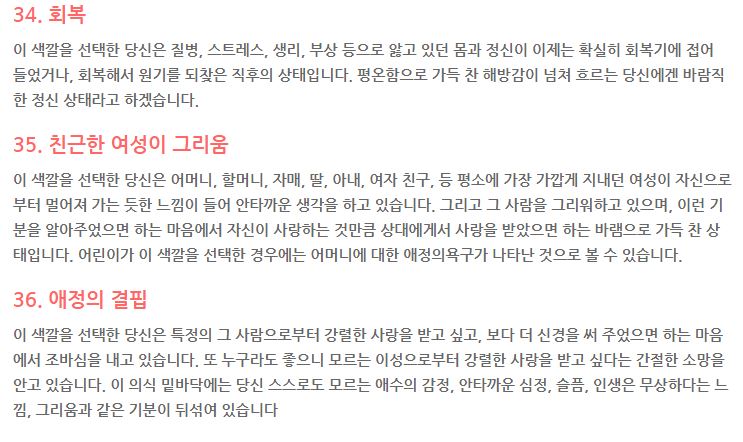 34. 회복
이 색깔을 선택한 당신은 질병, 스트레스, 생리, 부상 등으로 앓고 있던 몸과 정신이 이제는 확실히 회복기에 접어
들었거나, 회복해서 원기를 되찾은 직후의 상태입니다. 평온함으로 가득 찬 해방감이 넘쳐 흐르는 당신에겐 바람직
한 정신 상태라고 하겠습니다.
35. 친근한 여성이 그리움
이 색깔을 선택한 당신은 어머니, 할머니, 자매, 딸, 아내, 여자 친구, 등 평소에 가장 가깝게 지내던 여성이 자신으로
부터 멀어져 가는 듯한 느낌이 들어 안타까운 생각을 하고 있습니다. 그리고 그 사람을 그리워하고 있으며, 이런 기
분을 알아주었으면 하는 마음에서 자신이 사랑하는 것만큼 상대에게서 사랑을 받았으면 하는 바램으로 가득 찬 상
태입니다. 어린이가 이 색깔을 선택한 경우에는 어머니에 대한 애정의욕구가 나타난 것으로 볼 수 있습니다.
36. 애정의 결핍
이 색깔을 선택한 당신은 특정의 그 사람으로부터 강렬한 사랑을 받고 싶고, 보다 더 신경을 써 주었으면 하는 마음
에서 조바심을 내고 있습니다. 또 누구라도 좋으니 모르는 이성으로부터 강렬한 사랑을 받고 싶다는 간절한 소망을
안고 있습니다. 이 의식 밑바닥에는 당신 스스로도 모르는 애수의 감정, 안타까운 심정, 슬픔, 인생은 무상하다는 느
낌, 그리움과 같은 기분이 뒤섞여 있습니다